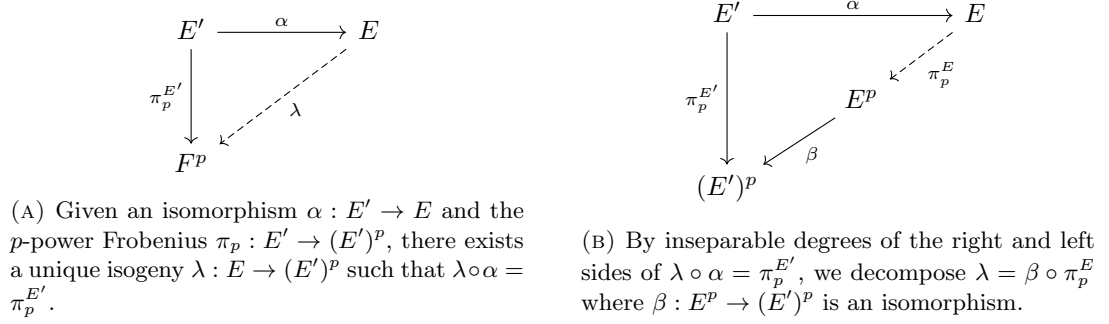 E′ α E
π_p^{E′} λ
F^p
(A) Given an isomorphism α : E′ → E and the
p-power Frobenius π_p : E′ → (E′)^p, there exists
a unique isogeny λ : E → (E′)^p such that λ∘α =
π_p^{E′}.
E′ α E
π_p^E
π_p^{E′} E^p
β
(E′)^p
(B) By inseparable degrees of the right and left
sides of λ ∘ α = π_p^{E′}, we decompose λ = β ∘ π_p^E
where β : E^p → (E′)^p is an isomorphism.